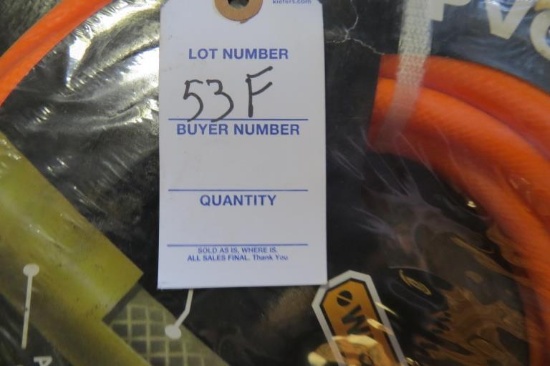 PVC
LOT NUMBER
53F
BUYER NUMBER
QUANTITY
SOLD AS IS, WHERE IS.
ALL SALES FINAL. Thank You